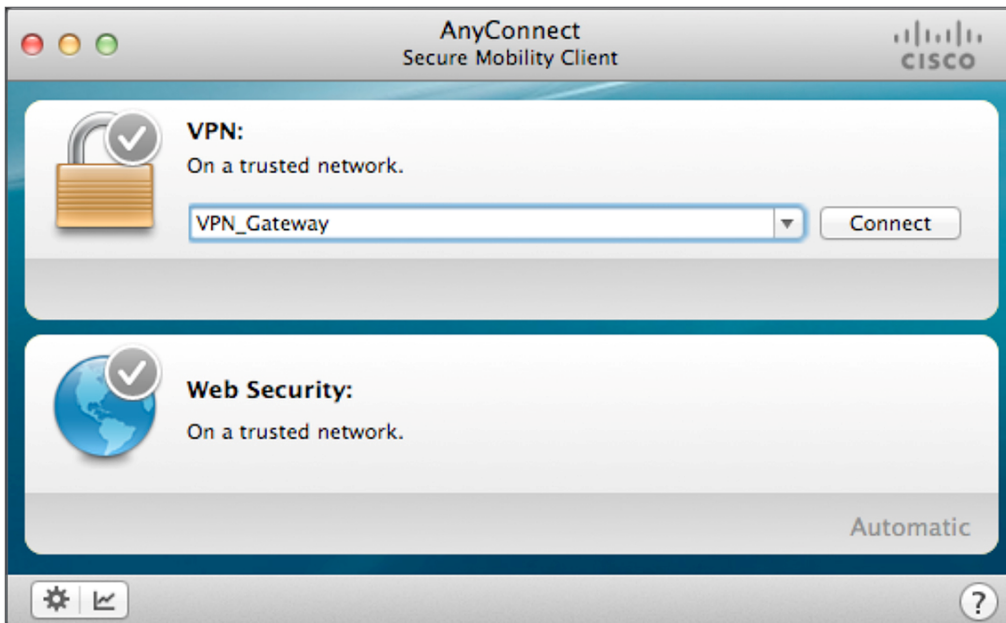 AnyConnect
Secure Mobility Client
CISCO
VPN:
On a trusted network.
VPN_Gateway
Connect
Web Security:
On a trusted network.
Automatic
?